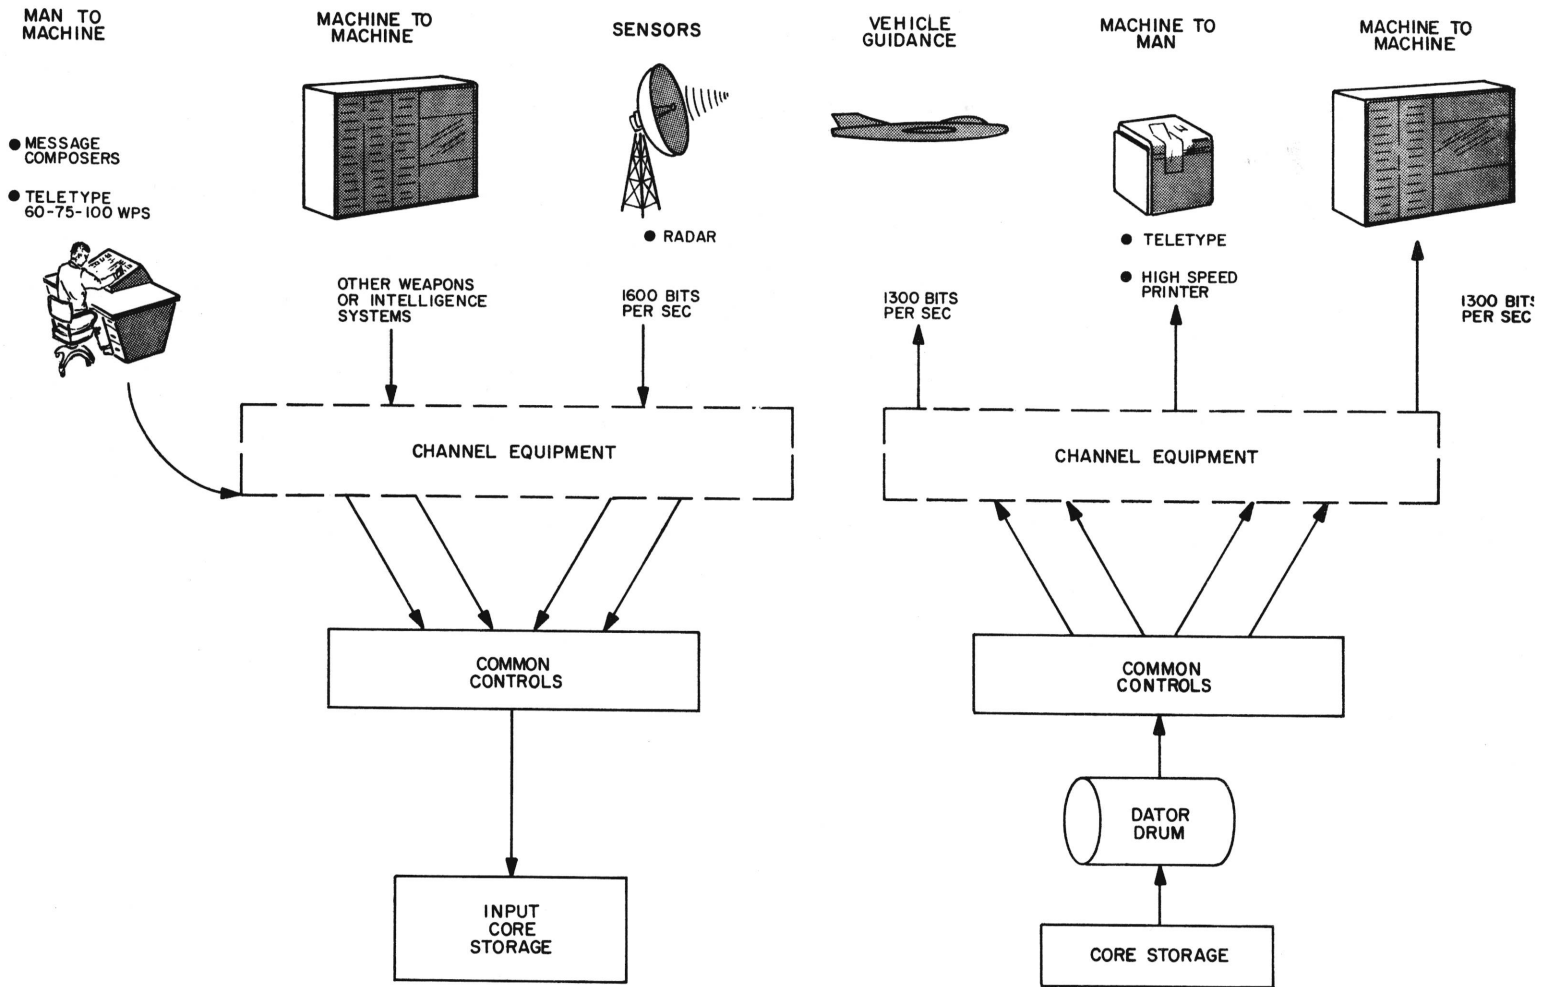 MAN TO
MACHINE
MACHINE TO
MACHINE
SENSORS
VEHICLE
GUIDANCE
MACHINE TO
MAN
MACHINE TO
MACHINE
● MESSAGE
COMPOSERS
● TELETYPE
60-75-100 WPS
● RADAR
● TELETYPE
● HIGH SPEED
PRINTER
OTHER WEAPONS
OR INTELLIGENCE
SYSTEMS
1600 BITS
PER SEC
1300 BITS
PER SEC
1300 BITS
PER SEC
CHANNEL EQUIPMENT
CHANNEL EQUIPMENT
COMMON
CONTROLS
COMMON
CONTROLS
DATOR
DRUM
INPUT
CORE
STORAGE
CORE STORAGE